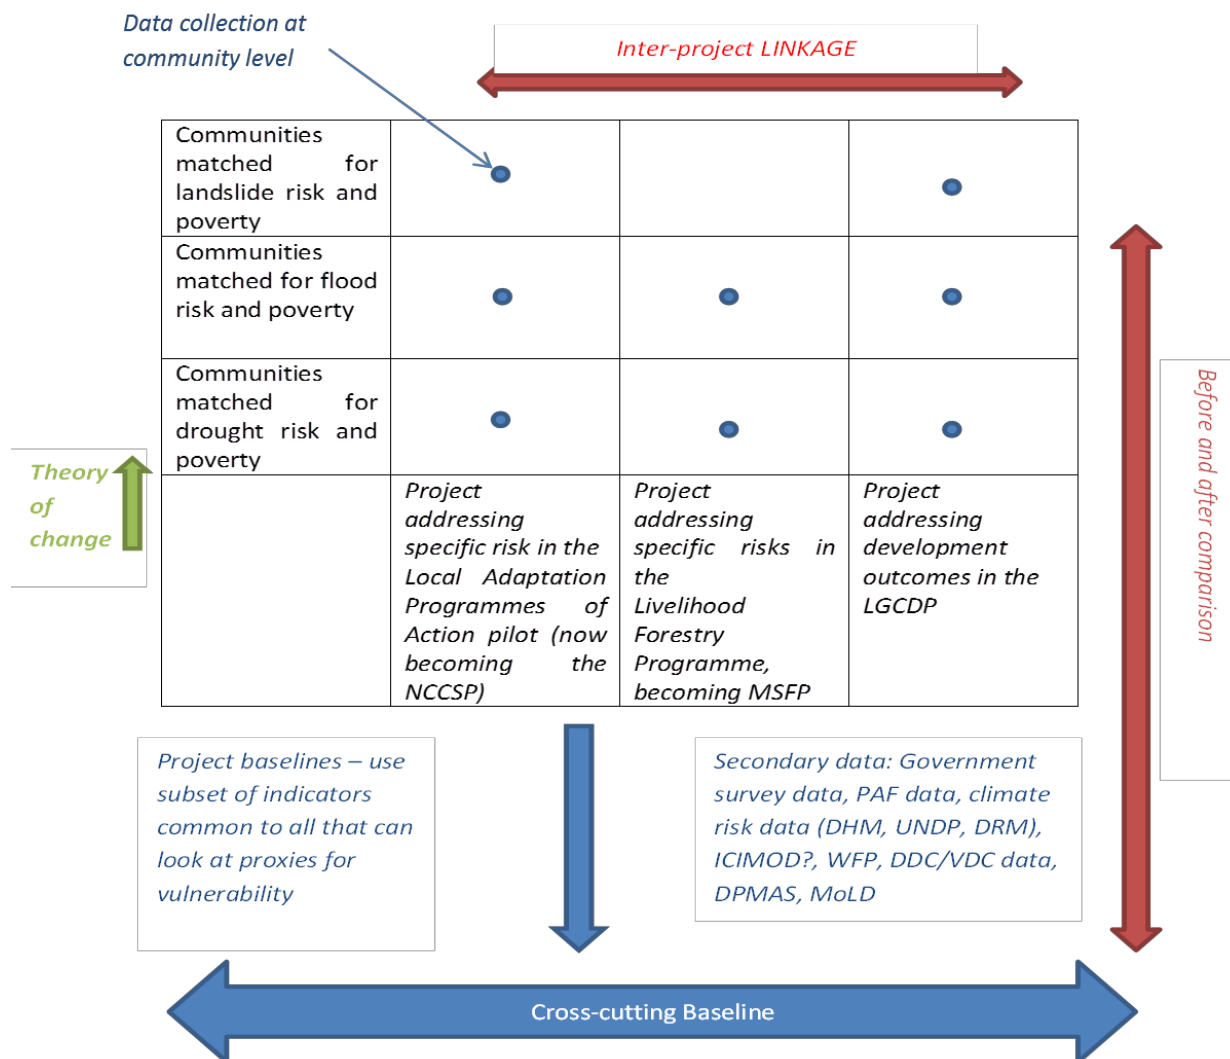 Data collection at
community level
Inter-project LINKAGE
Communities
matched for
landslide risk and
poverty
Communities
matched for flood
risk and poverty
Communities
matched for
drought risk and
poverty
Before and after comparison
Theory
of
change
Project
addressing
specific risk in the
Local Adaptation
Programmes of
Action pilot (now
becoming the
NCCSP)
Project
addressing
specific risks in
the
Livelihood
Forestry
Programme,
becoming MSFP
Project
addressing
development
outcomes in the
LGCDP
Project baselines – use
subset of indicators
common to all that can
look at proxies for
vulnerability
Secondary data: Government
survey data, PAF data, climate
risk data (DHM, UNDP, DRM),
ICIMOD?, WFP, DDC/VDC data,
DPMAS, MoLD
Cross-cutting Baseline